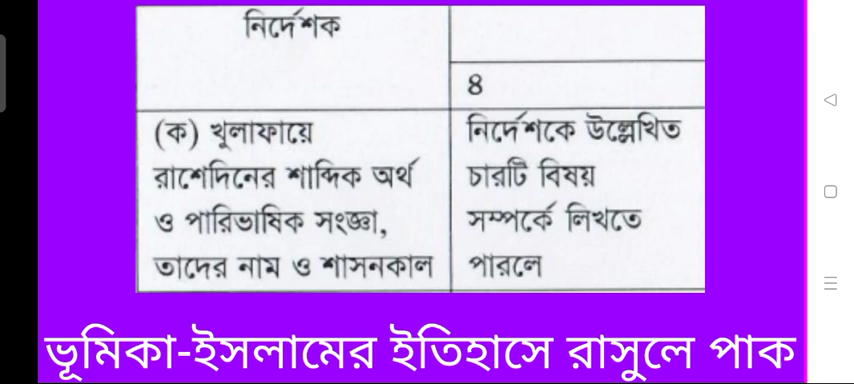 নির্দেশক
৪
(ক) খুলাফায়ে
রাশেদিনের শাব্দিক অর্থ
ও পারিভাষিক সংজ্ঞা,
তাদের নাম ও শাসনকাল
নির্দেশকে উল্লেখিত
চারটি বিষয়
সম্পর্কে লিখতে
পারলে
ভূমিকা-ইসলামের ইতিহাসে রাসুলে পাক